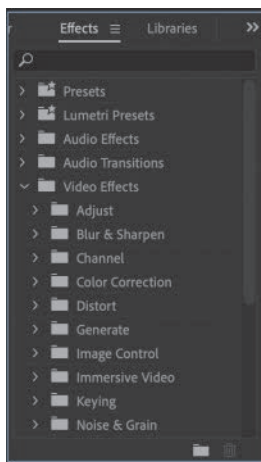 r Effects Libraries
Presets
Lumetri Presets
Audio Effects
Audio Transitions
Video Effects
Adjust
Blur & Sharpen
Channel
Color Correction
Distort
Generate
Image Control
Immersive Video
Keying
Noise & Grain